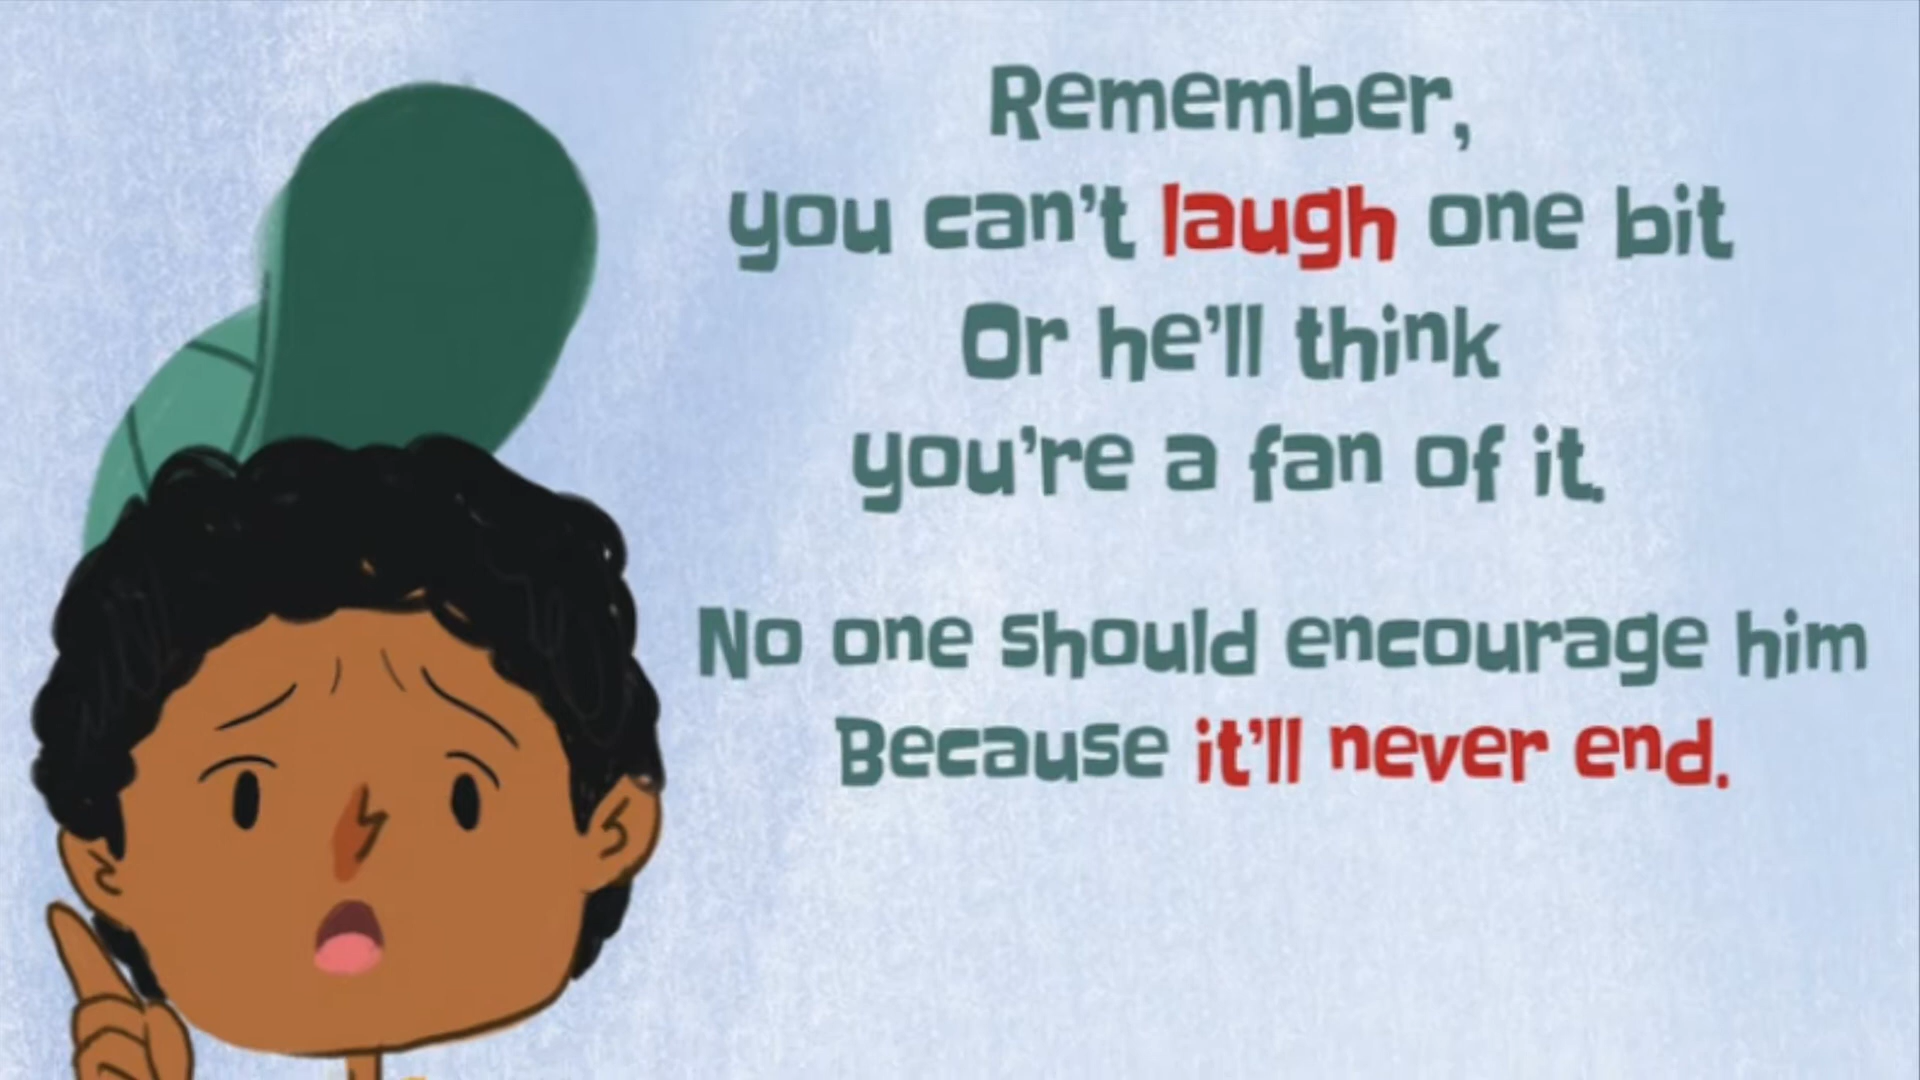 Remember,
you can't laugh one bit
Or he'll think
you're a fan of it.
No one should encourage him
Because it'll never end.